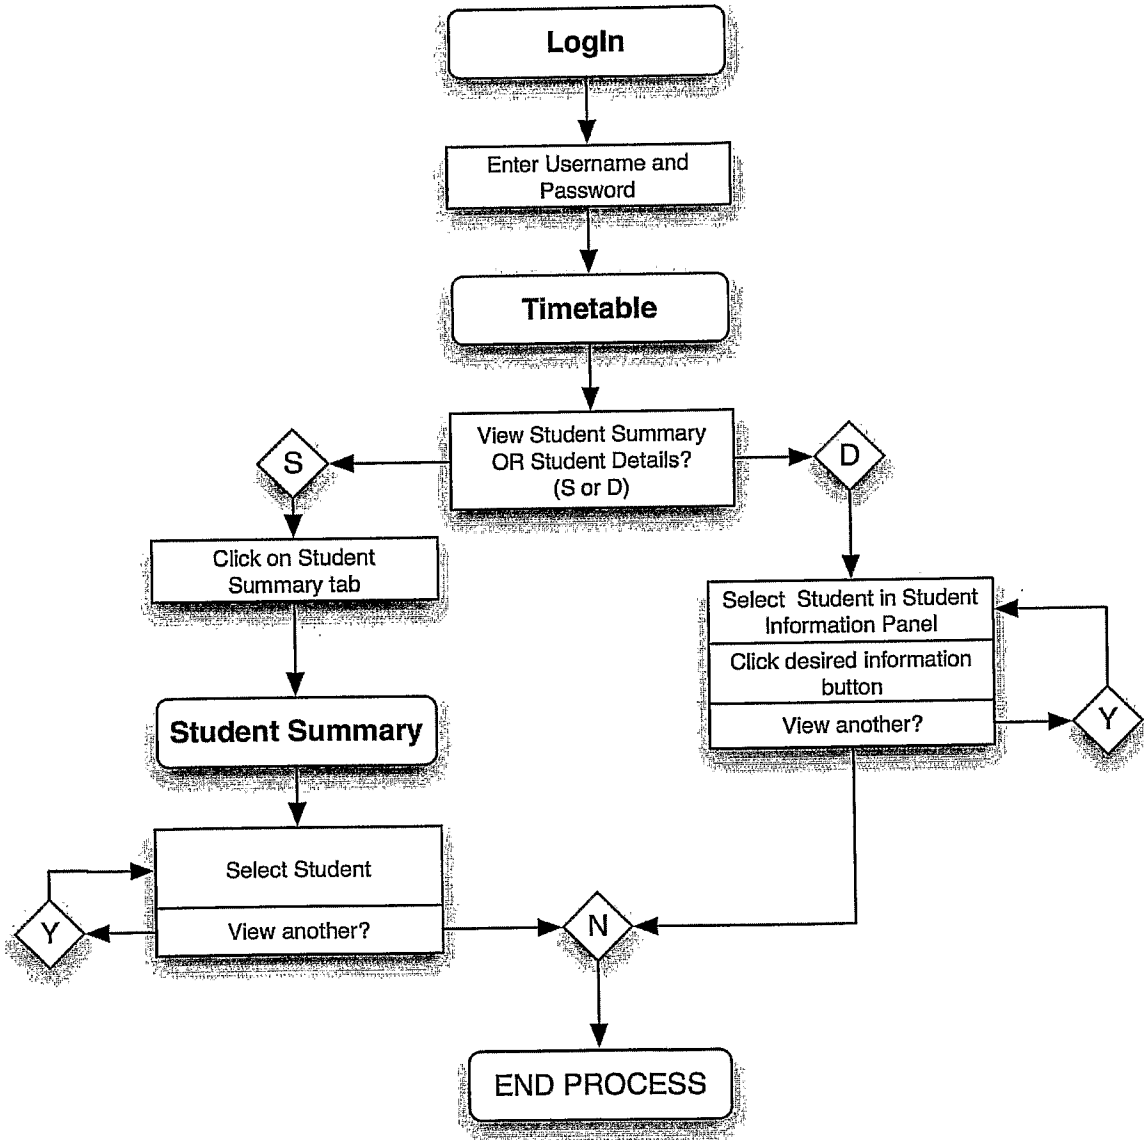 LogIn
Enter Username and
Password
Timetable
View Student Summary
OR Student Details?
(S or D)
S
D
Click on Student
Summary tab
Select Student in Student
Information Panel
Click desired information
button
View another?
Y
Student Summary
Select Student
View another?
Y
N
END PROCESS